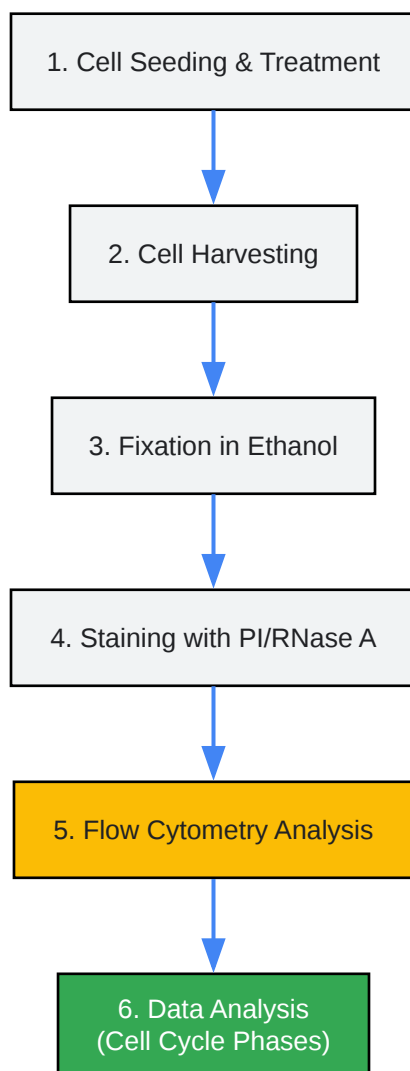 1. Cell Seeding & Treatment
2. Cell Harvesting
3. Fixation in Ethanol
4. Staining with PI/RNase A
5. Flow Cytometry Analysis
6. Data Analysis
(Cell Cycle Phases)